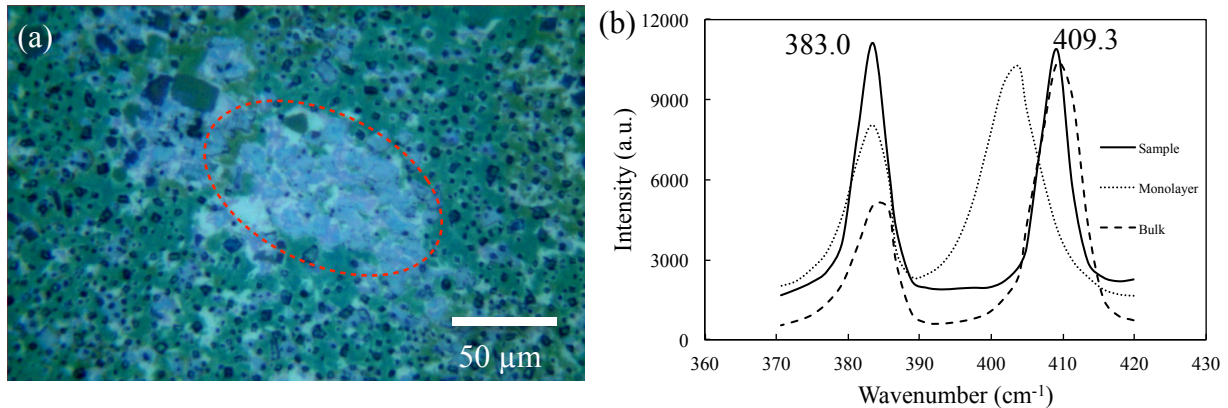 (a)
50 µm
(b)
383.0
409.3
Intensity (a.u.)
12000
9000
6000
3000
0
Sample
Monolayer
Bulk
360
370
380
390
400
410
420
430
Wavenumber (cm⁻¹)